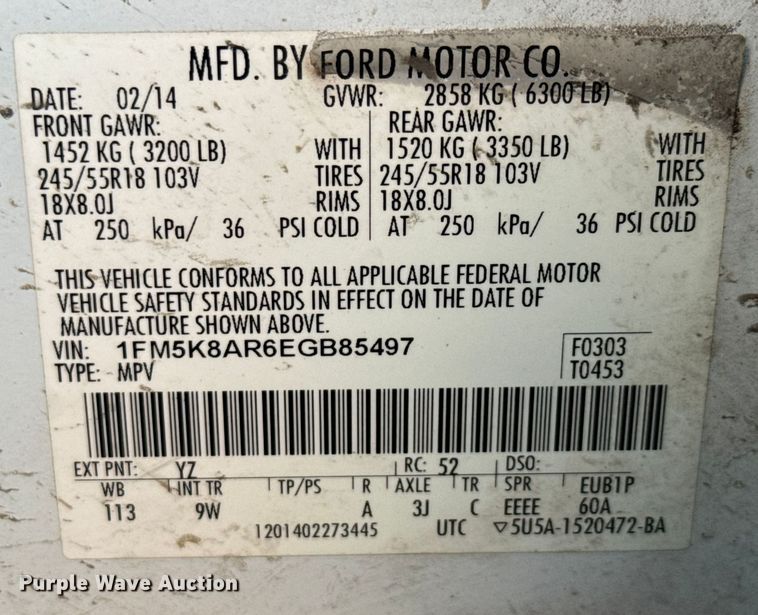 MFD. BY FORD MOTOR CO.
DATE: 02/14 GVWR: 2858 KG ( 6300 LB)
FRONT GAWR: REAR GAWR:
1452 KG ( 3200 LB) WITH 1520 KG ( 3350 LB) WITH
245/55R18 103V TIRES 245/55R18 103V TIRES
18X8.0J RIMS 18X8.0J RIMS
AT 250 kPa/ 36 PSI COLD AT 250 kPa/ 36 PSI COLD
THIS VEHICLE CONFORMS TO ALL APPLICABLE FEDERAL MOTOR
VEHICLE SAFETY STANDARDS IN EFFECT ON THE DATE OF
MANUFACTURE SHOWN ABOVE.
VIN: 1FM5K8AR6EGB85497 F0303
TYPE: MPV T0453
EXT PNT: YZ RC: 52 DSO:
WB INT TR TP/PS R AXLE TR SPR EUB1P
113 9W A 3J C EEEE 60A
1201402273445 UTC ▽5U5A-1520472-BA
Purple Wave Auction